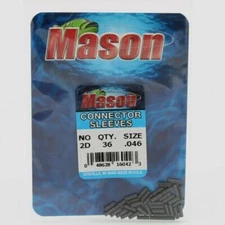 Mason
Mason
CONNECTOR
SLEEVES
NO QTY. SIZE
2D 36 .046